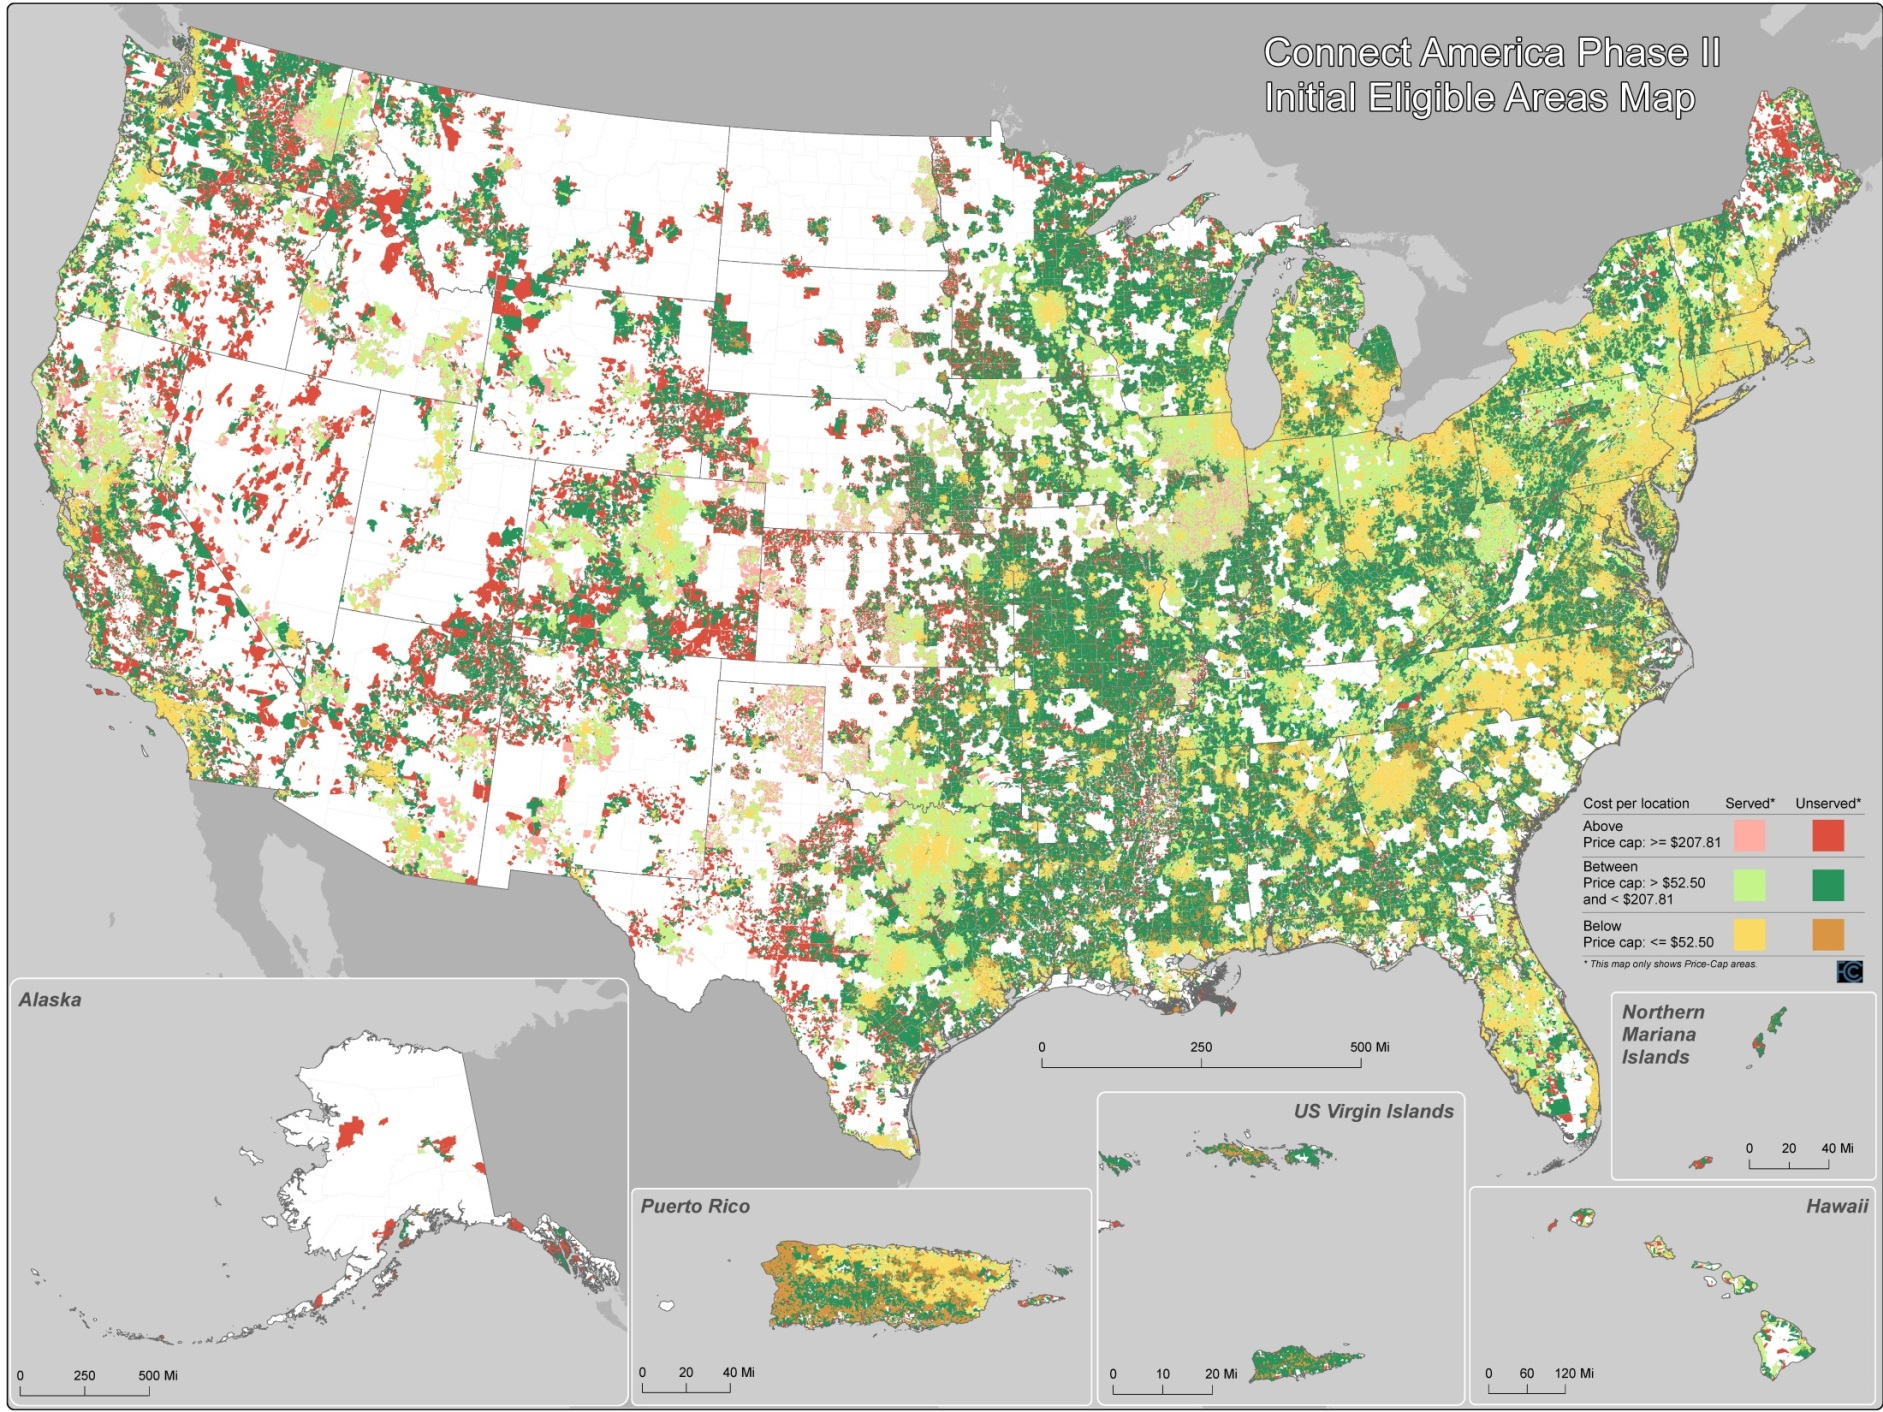 Connect America Phase II
Initial Eligible Areas Map
Cost per location Served* Unserved*
Above
Price cap: >= $207.81
Between
Price cap: > $52.50
and < $207.81
Below
Price cap: <= $52.50
* This map only shows Price-Cap areas.
FC
0 250 500 Mi
Alaska
0 250 500 Mi
Puerto Rico
0 20 40 Mi
US Virgin Islands
0 10 20 Mi
Northern
Mariana
Islands
0 20 40 Mi
Hawaii
0 60 120 Mi